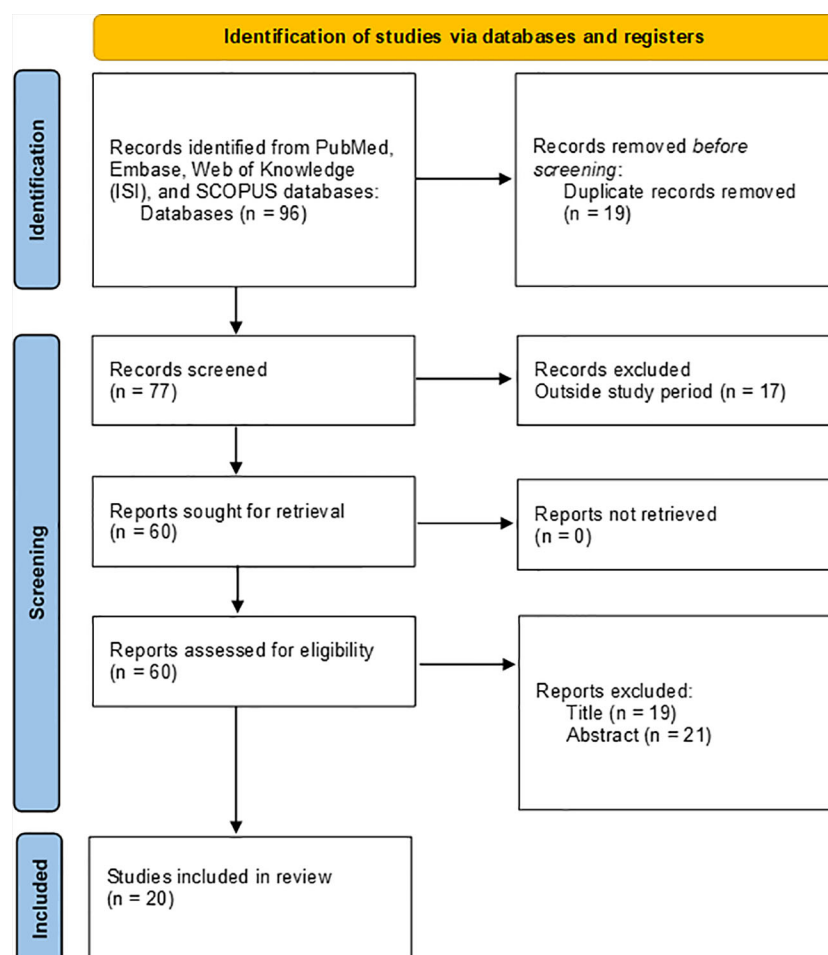 Identification of studies via databases and registers
Identification
Records identified from PubMed,
Embase, Web of Knowledge
(ISI), and SCOPUS databases:
Databases (n = 96)
Records removed before
screening:
Duplicate records removed
(n = 19)
Screening
Records screened
(n = 77)
Records excluded
Outside study period (n = 17)
Reports sought for retrieval
(n = 60)
Reports not retrieved
(n = 0)
Reports assessed for eligibility
(n = 60)
Reports excluded:
Title (n = 19)
Abstract (n = 21)
Included
Studies included in review
(n = 20)